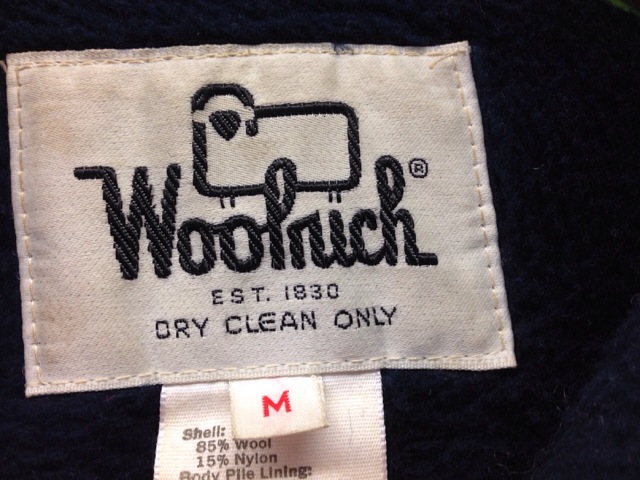 Woolrich®
EST. 1830
DRY CLEAN ONLY
M
Shell:
85% Wool
15% Nylon
Body Pile Lining: